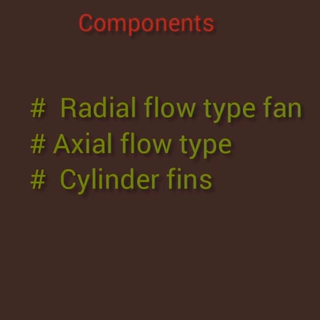 Components
# Radial flow type fan
# Axial flow type
# Cylinder fins